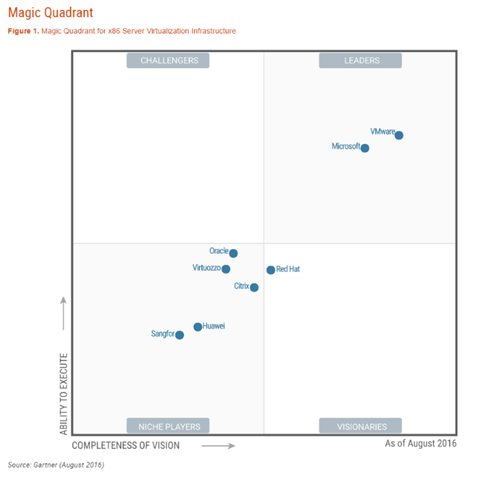 Magic Quadrant
Figure 1. Magic Quadrant for x86 Server Virtualization Infrastructure
CHALLENGERS
LEADERS
VMware
Microsoft
Oracle
Virtuozzo
Red Hat
Citrix
Huawei
Sangfor
ABILITY TO EXECUTE
NICHE PLAYERS
VISIONARIES
COMPLETENESS OF VISION
As of August 2016
Source: Gartner (August 2016)